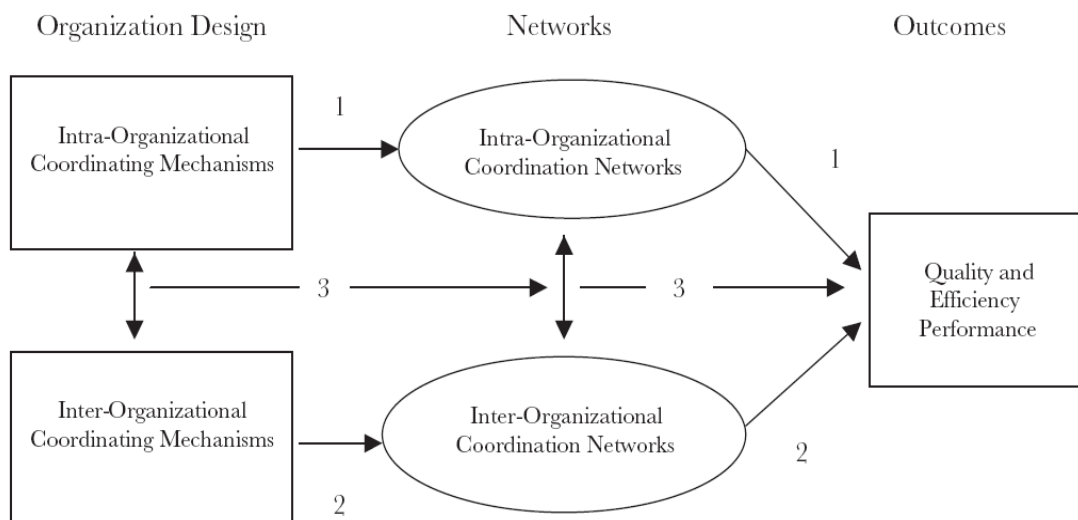 Organization Design
Networks
Outcomes
1
Intra-Organizational
Coordinating Mechanisms
Intra-Organizational
Coordination Networks
1
3
3
Quality and
Efficiency
Performance
Inter-Organizational
Coordinating Mechanisms
Inter-Organizational
Coordination Networks
2
2